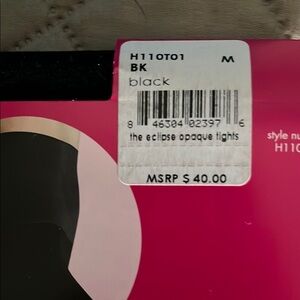 H110T01 M
BK
black
8 46304 02397 6
the eclipse opaque tights
MSRP $ 40.00
style nu
H110